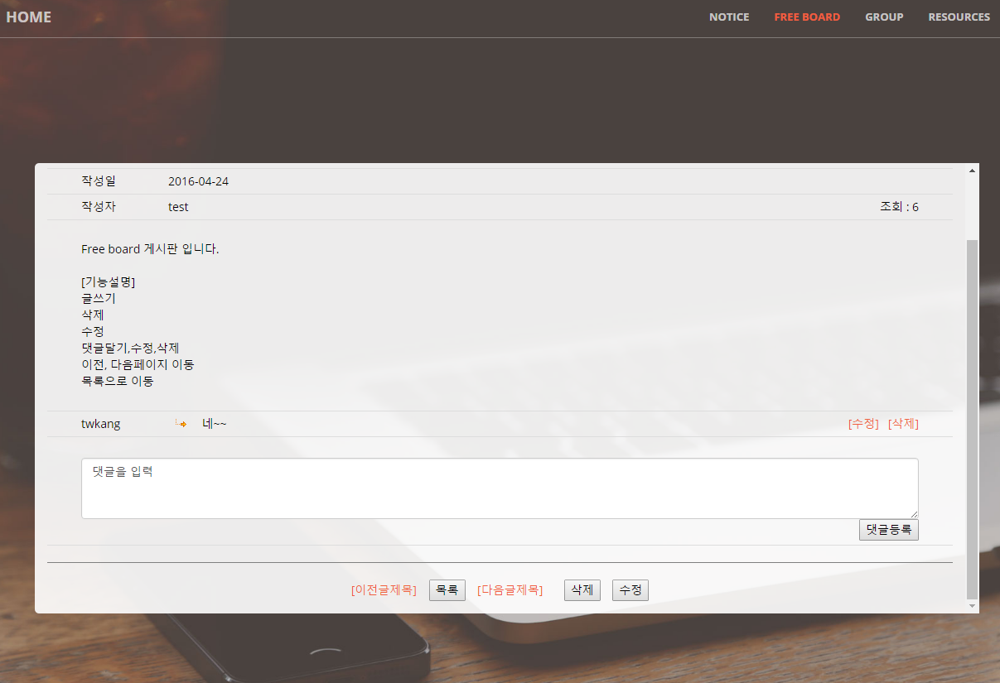 HOME NOTICE FREE BOARD GROUP RESOURCES
작성일 2016-04-24
작성자 test 조회 : 6
Free board 게시판 입니다.
[기능설명]
글쓰기
삭제
수정
댓글달기,수정,삭제
이전, 다음페이지 이동
목록으로 이동
twkang 네~~ [수정] [삭제]
댓글을 입력
댓글등록
[이전글제목] 목록 [다음글제목] 삭제 수정